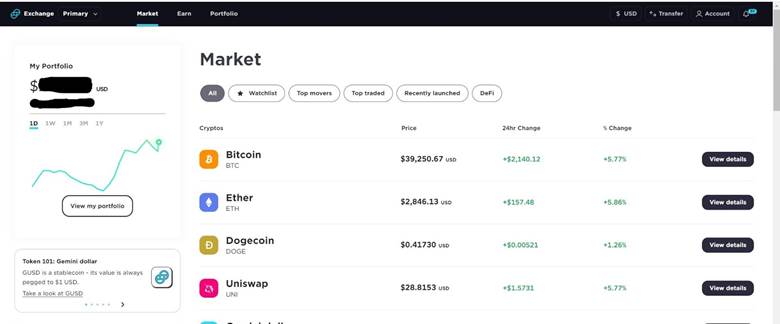 Exchange Primary Market Earn Portfolio $ USD Transfer Account
My Portfolio
$ USD
1D 1W 1M 3M 1Y
View my portfolio
Token 101: Gemini dollar
GUSD is a stablecoin - its value is always
pegged to $1 USD.
Take a look at GUSD
Market
All Watchlist Top movers Top traded Recently launched DeFi
Cryptos Price 24hr Change % Change
Bitcoin
BTC
$39,250.67 USD +$2,140.12 +5.77% View details
Ether
ETH
$2,846.13 USD +$157.48 +5.86% View details
Dogecoin
DOGE
$0.41730 USD +$0.00521 +1.26% View details
Uniswap
UNI
$28.8153 USD +$1.5731 +5.77% View details